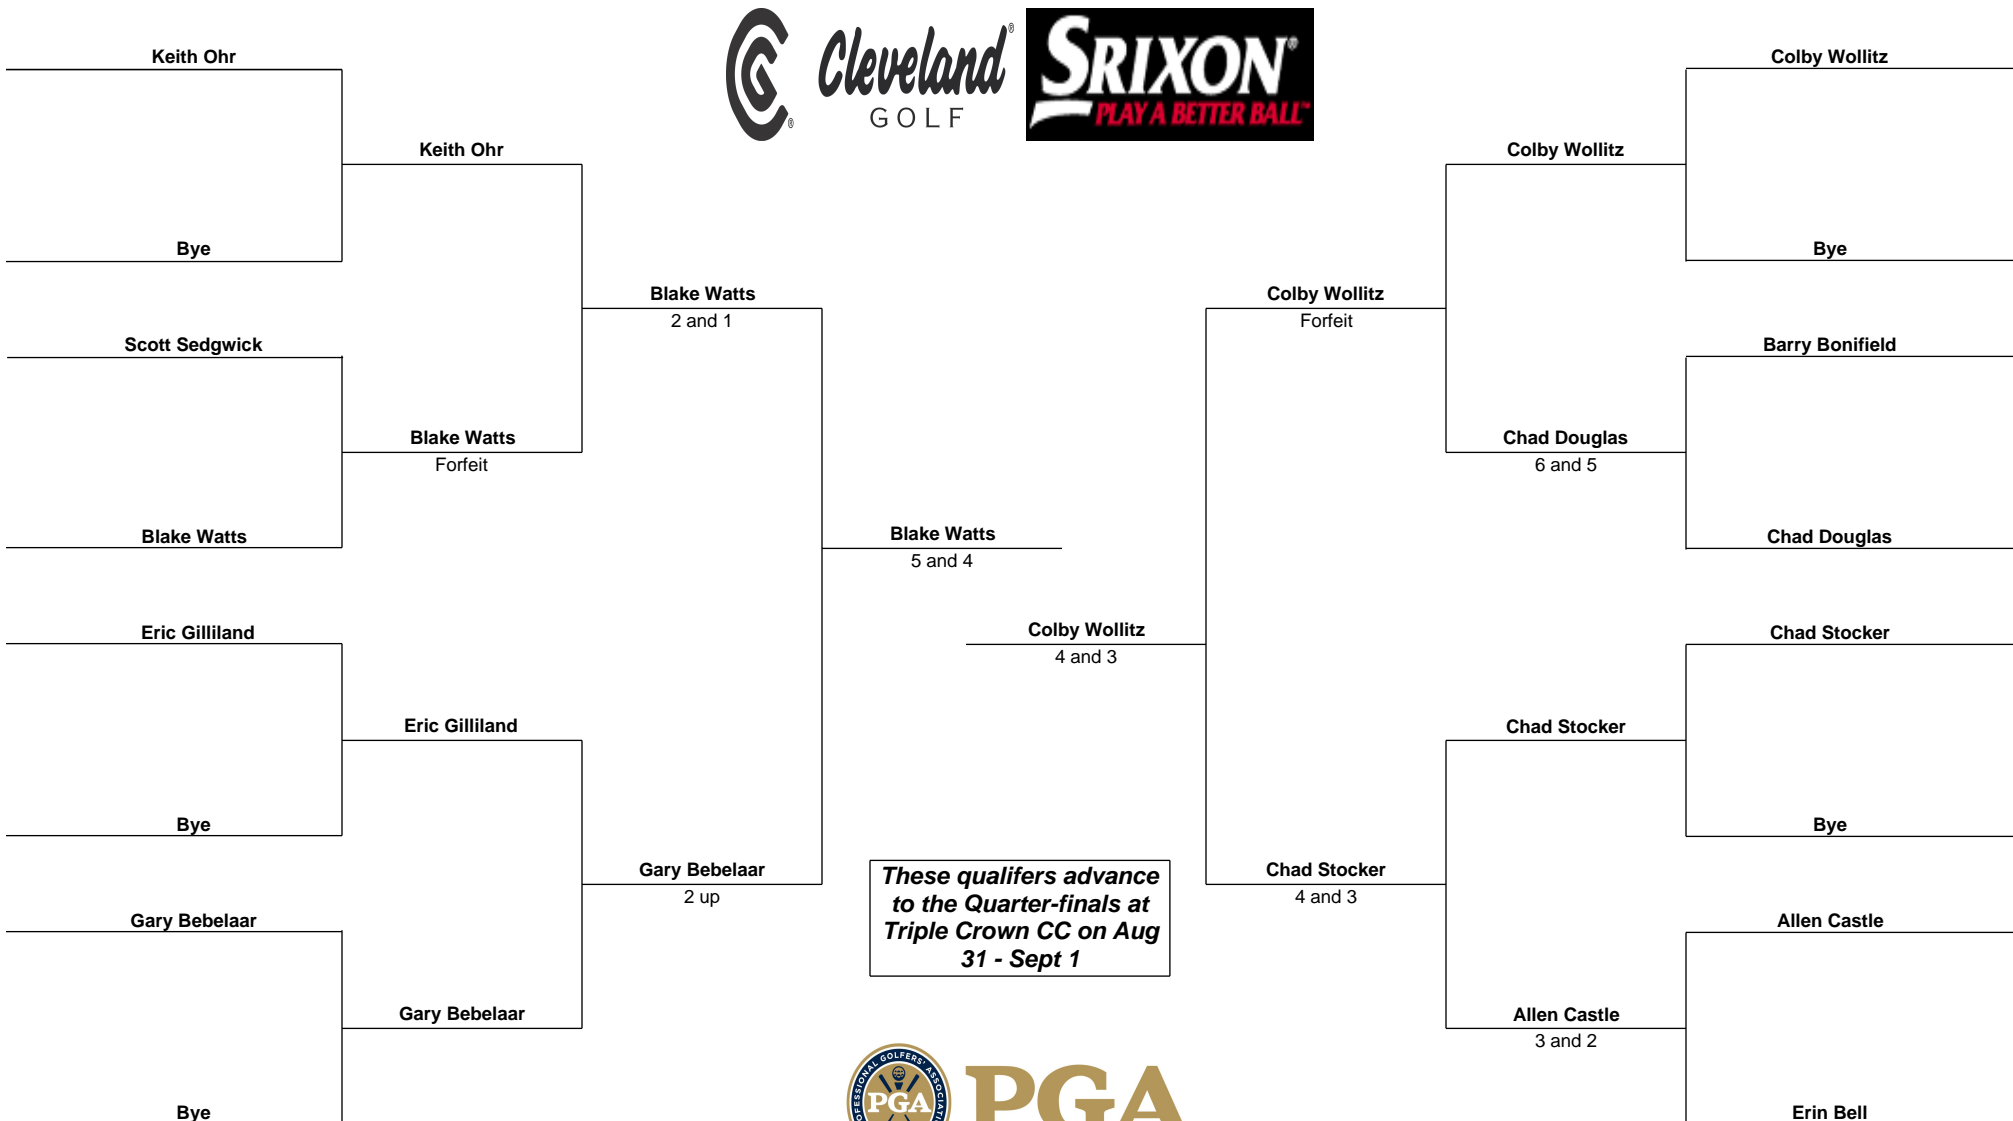 Cleveland®
GOLF
®
SRIXON®
PLAY A BETTER BALL™
Keith Ohr
Colby Wollitz
Keith Ohr
Colby Wollitz
Bye
Bye
Blake Watts
2 and 1
Colby Wollitz
Forfeit
Scott Sedgwick
Barry Bonifield
Blake Watts
Forfeit
Chad Douglas
6 and 5
Blake Watts
Blake Watts
5 and 4
Chad Douglas
Eric Gilliland
Colby Wollitz
4 and 3
Chad Stocker
Eric Gilliland
Chad Stocker
Bye
Bye
Gary Bebelaar
2 up
These qualifers advance
to the Quarter-finals at
Triple Crown CC on Aug
31 - Sept 1
Chad Stocker
4 and 3
Gary Bebelaar
Allen Castle
Gary Bebelaar
Allen Castle
3 and 2
Bye
GOLFERS'
PGA
PGA
Erin Bell